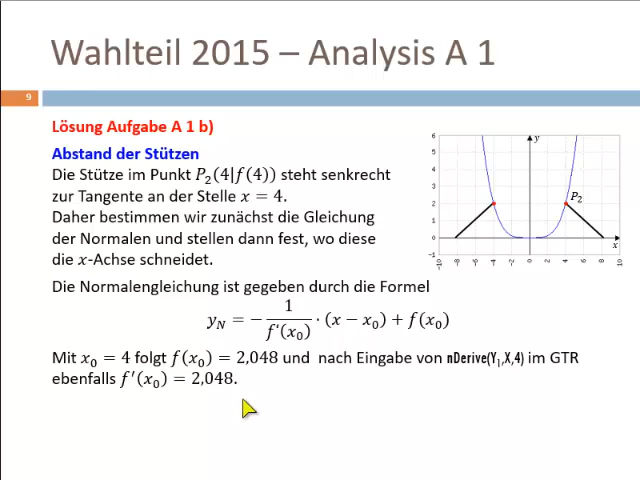 Wahlteil 2015 – Analysis A 1
9
Lösung Aufgabe A 1 b)
Abstand der Stützen
Die Stütze im Punkt P₂(4|f(4)) steht senkrecht
zur Tangente an der Stelle x = 4.
Daher bestimmen wir zunächst die Gleichung
der Normalen und stellen dann fest, wo diese
die x-Achse schneidet.
6
5
4
3
2
1
0
−1
y
P₂
x
-10 -8 -6 -4 -2 0 2 4 6 8 10
Die Normalengleichung ist gegeben durch die Formel
y_N = − 1/f'(x₀) · (x − x₀) + f(x₀)
Mit x₀ = 4 folgt f(x₀) = 2,048 und nach Eingabe von nDerive(Y₁,X,4) im GTR
ebenfalls f'(x₀) = 2,048.